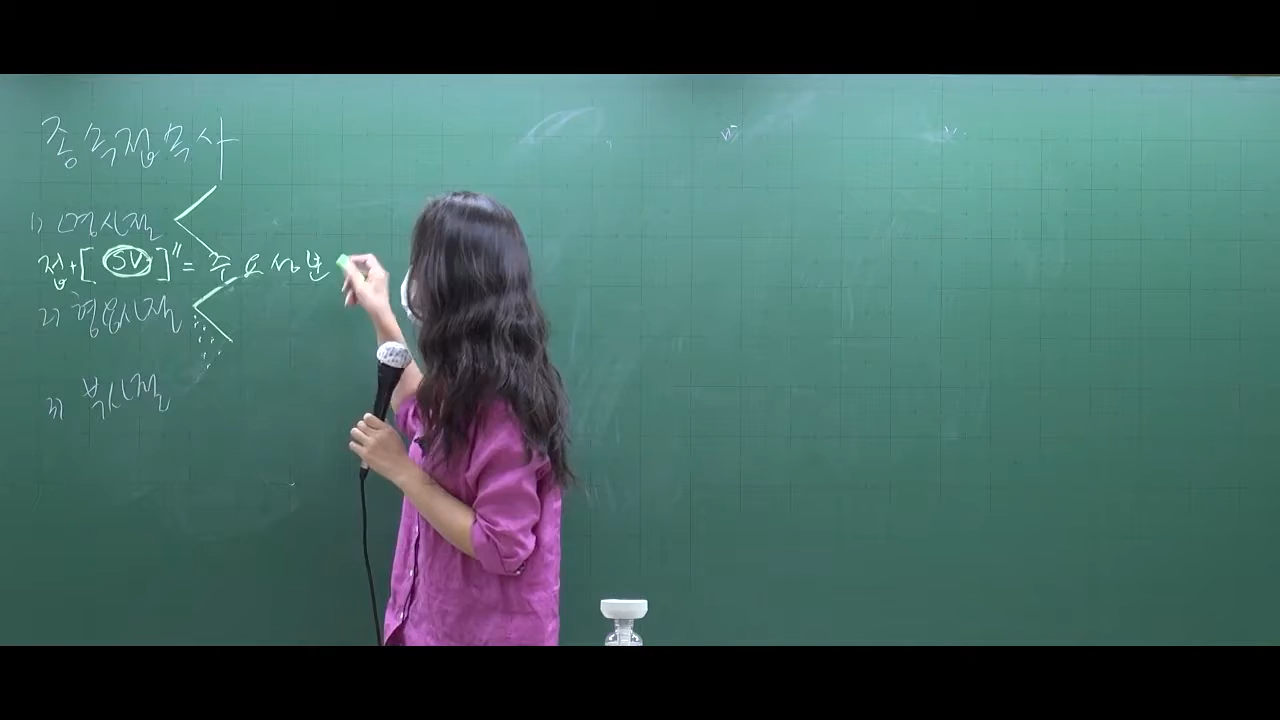 종속접속사
1) 명사절
접+[ SV ]" = 주요성분
2) 형용사절
3) 부사절